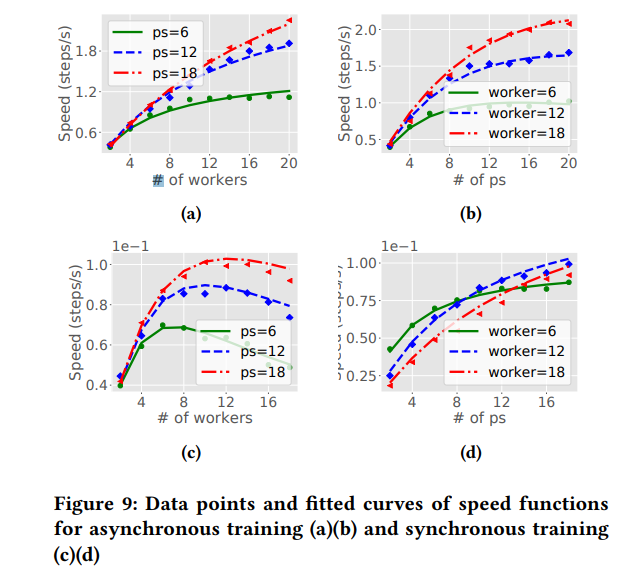 Speed (steps/s)
1.8
1.2
0.6
ps=6
ps=12
ps=18
4 8 12 16 20
# of workers
(a)
Speed (steps/s)
2.0
1.5
1.0
0.5
worker=6
worker=12
worker=18
4 8 12 16 20
# of ps
(b)
1e−1
Speed (steps/s)
1.0
0.8
0.6
0.4
ps=6
ps=12
ps=18
4 8 12 16
# of workers
(c)
1e−1
Speed (steps/s)
1.00
0.75
0.50
0.25
worker=6
worker=12
worker=18
4 8 12 16
# of ps
(d)
Figure 9: Data points and fitted curves of speed functions
for asynchronous training (a)(b) and synchronous training
(c)(d)